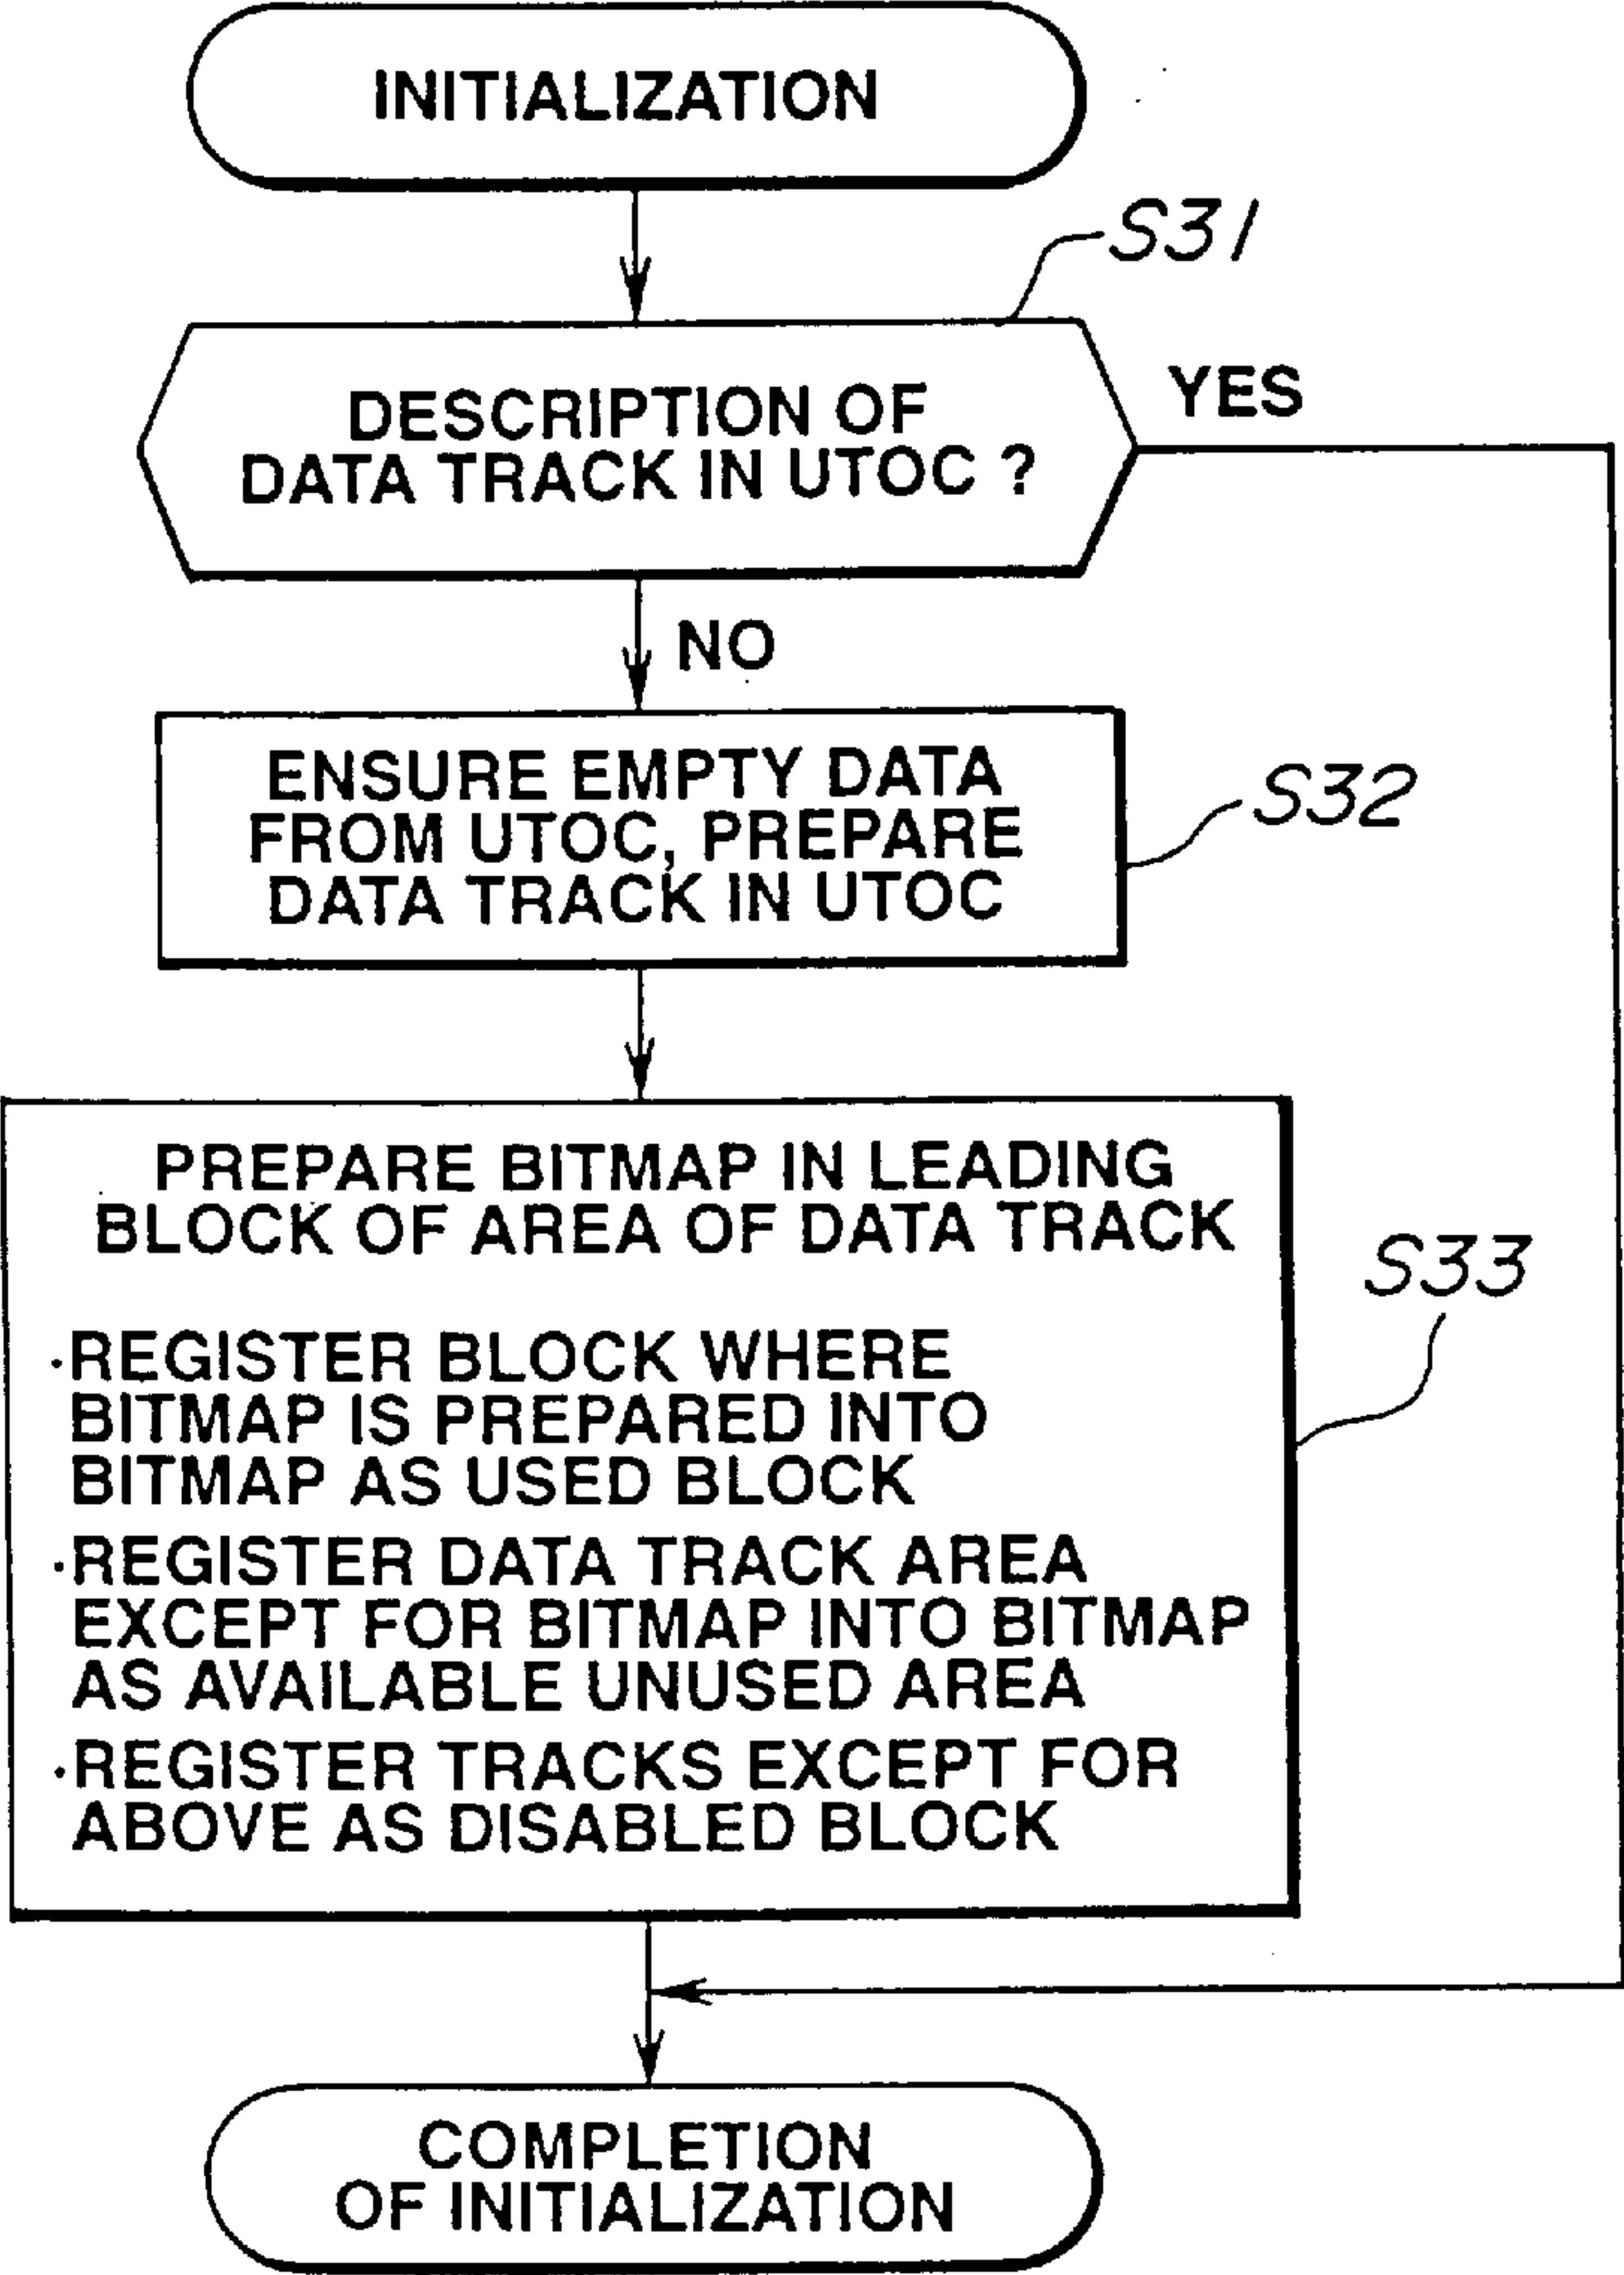 INITIALIZATION
S31
DESCRIPTION OF
DATA TRACK IN UTOC ?
YES
NO
ENSURE EMPTY DATA
FROM UTOC, PREPARE
DATA TRACK IN UTOC
S32
PREPARE BITMAP IN LEADING
BLOCK OF AREA OF DATA TRACK
S33
·REGISTER BLOCK WHERE
BITMAP IS PREPARED INTO
BITMAP AS USED BLOCK
·REGISTER DATA TRACK AREA
EXCEPT FOR BITMAP INTO BITMAP
AS AVAILABLE UNUSED AREA
·REGISTER TRACKS EXCEPT FOR
ABOVE AS DISABLED BLOCK
COMPLETION
OF INITIALIZATION